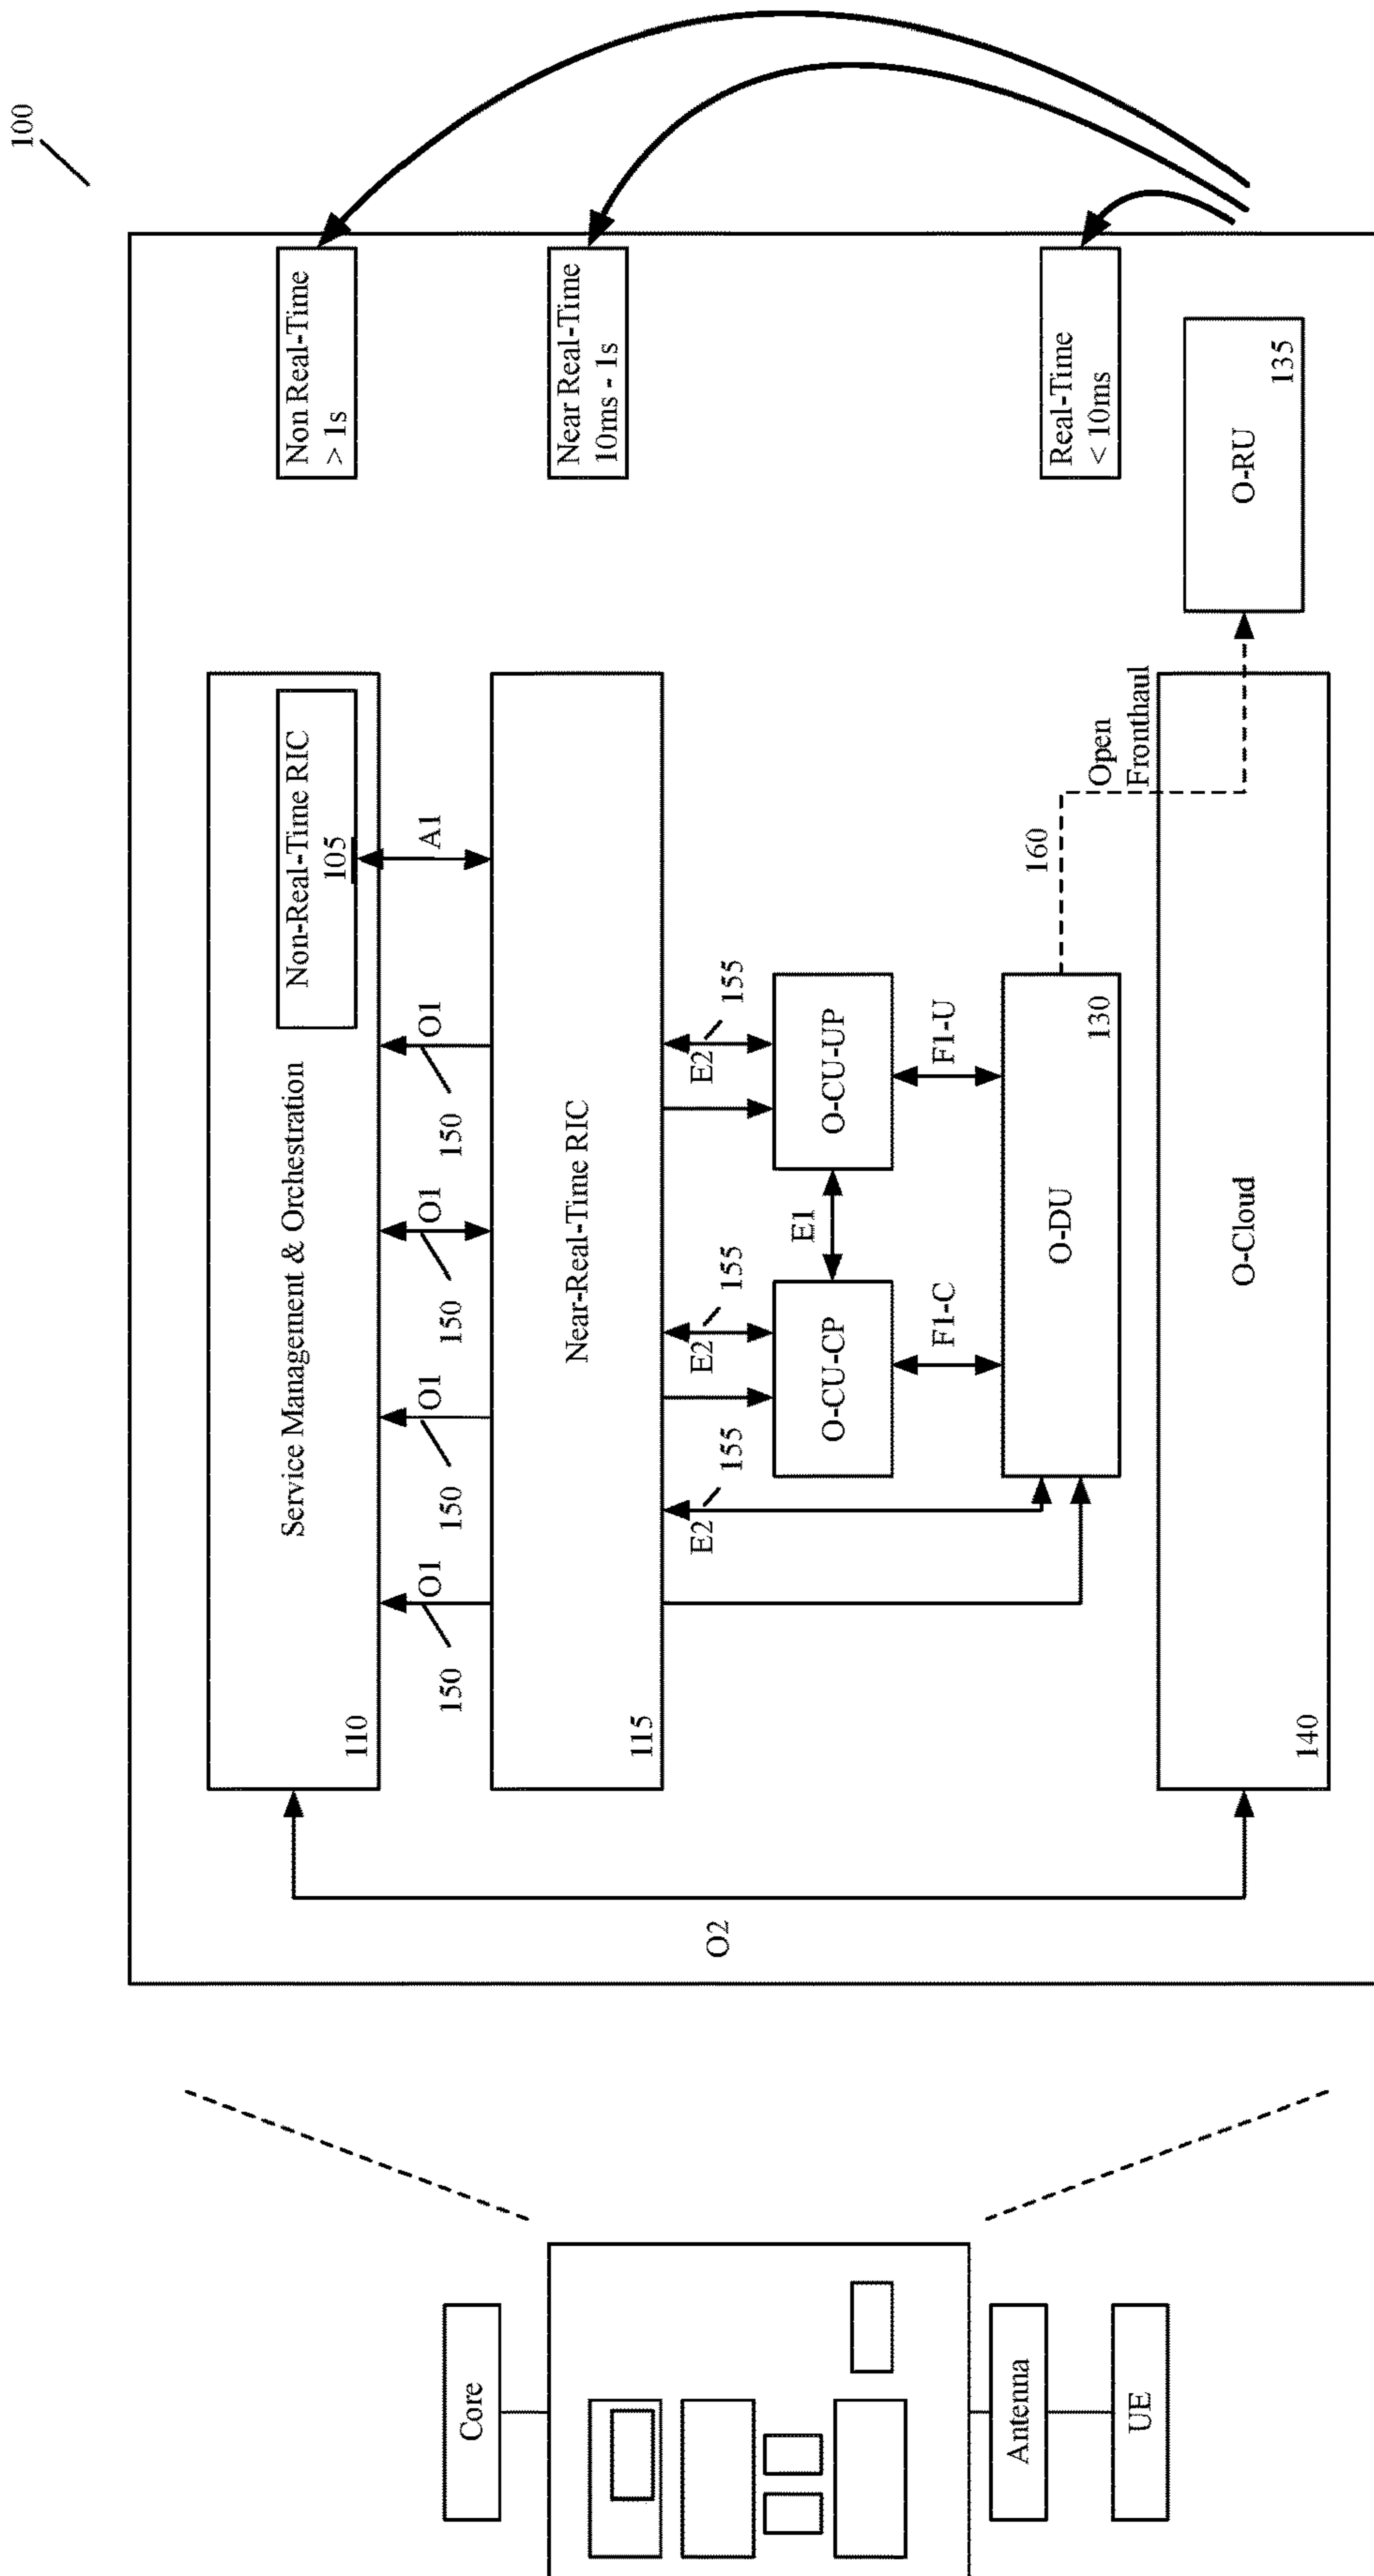 100
Core
Antenna
UE
O2
Service Management & Orchestration
110
Non-Real-Time RIC
105
Non Real-Time
> 1s
O1
150
O1
150
O1
150
O1
150
A1
Near-Real-Time RIC
115
Near Real-Time
10ms - 1s
E2
155
E2
155
E2
155
O-CU-CP
E1
O-CU-UP
F1-C
F1-U
O-DU
130
160
Open
Fronthaul
Real-Time
< 10ms
O-RU
135
O-Cloud
140